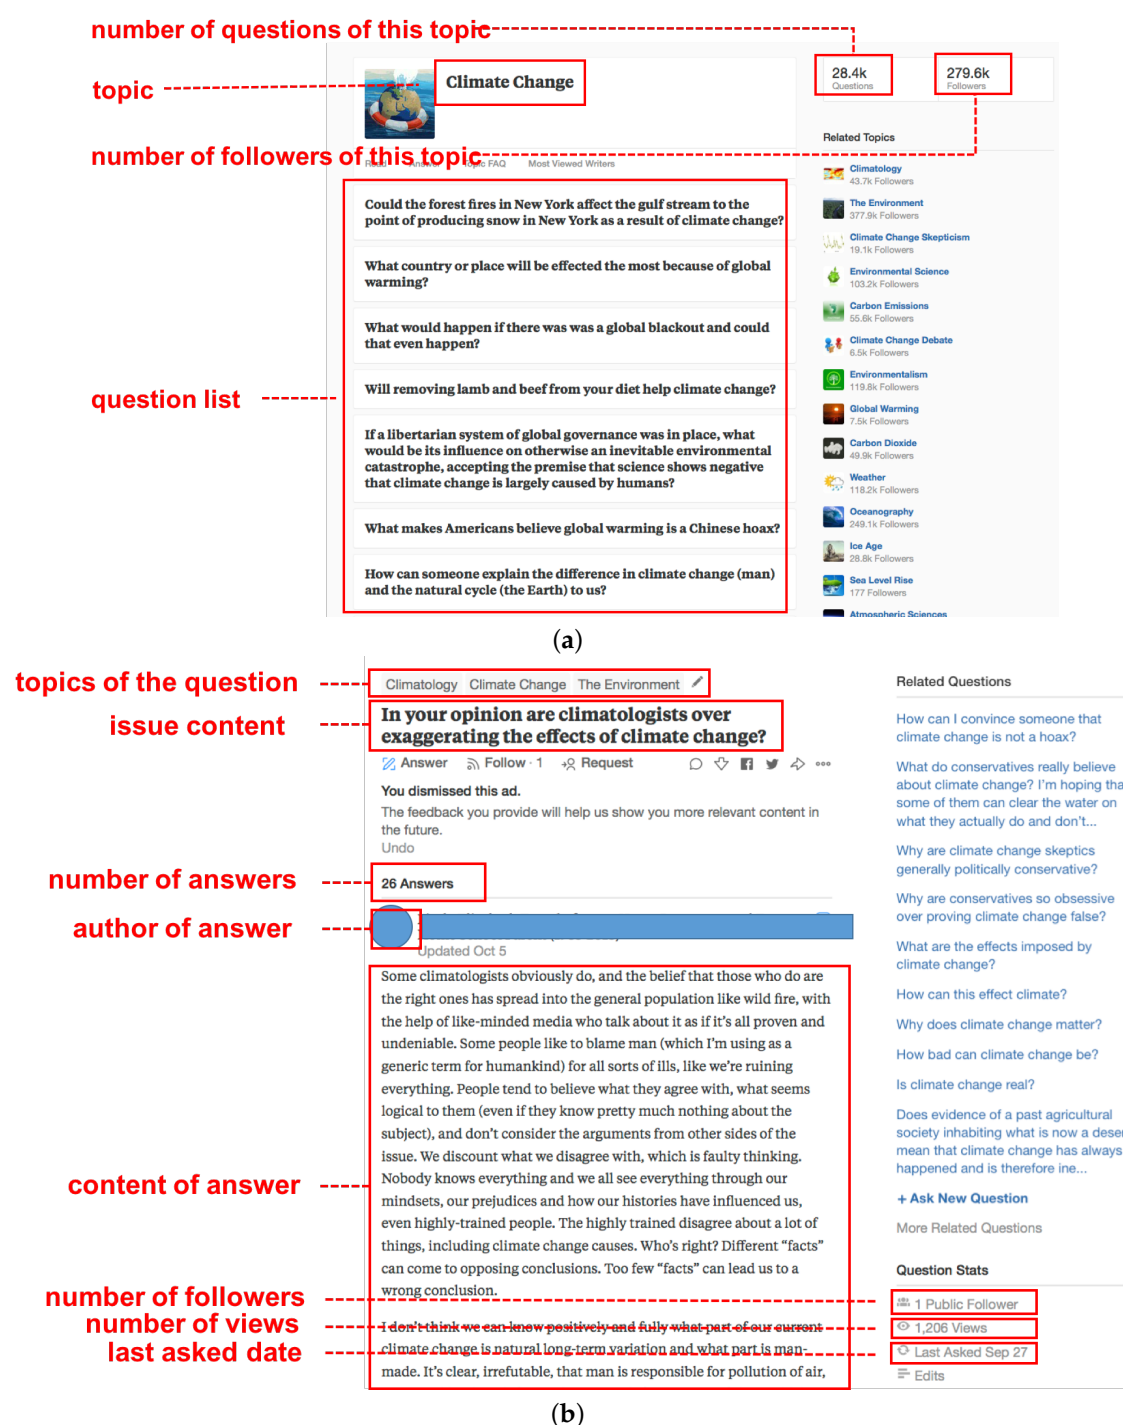 number of questions of this topic
topic
Climate Change
28.4k
Questions
279.6k
Followers
number of followers of this topic
Read Answer Topic FAQ Most Viewed Writers
question list
Could the forest fires in New York affect the gulf stream to the
point of producing snow in New York as a result of climate change?
What country or place will be effected the most because of global
warming?
What would happen if there was was a global blackout and could
that even happen?
Will removing lamb and beef from your diet help climate change?
If a libertarian system of global governance was in place, what
would be its influence on otherwise an inevitable environmental
catastrophe, accepting the premise that science shows negative
that climate change is largely caused by humans?
What makes Americans believe global warming is a Chinese hoax?
How can someone explain the difference in climate change (man)
and the natural cycle (the Earth) to us?
Related Topics
Climatology
43.7k Followers
The Environment
377.9k Followers
Climate Change Skepticism
19.1k Followers
Environmental Science
103.2k Followers
Carbon Emissions
55.6k Followers
Climate Change Debate
6.5k Followers
Environmentalism
119.8k Followers
Global Warming
7.5k Followers
Carbon Dioxide
49.9k Followers
Weather
118.2k Followers
Oceanography
249.1k Followers
Ice Age
28.8k Followers
Sea Level Rise
177 Followers
Atmospheric Sciences
(a)
topics of the question
Climatology Climate Change The Environment
issue content
In your opinion are climatologists over
exaggerating the effects of climate change?
Answer Follow · 1 Request
You dismissed this ad.
The feedback you provide will help us show you more relevant content in
the future.
Undo
number of answers
26 Answers
author of answer
Updated Oct 5
content of answer
Some climatologists obviously do, and the belief that those who do are
the right ones has spread into the general population like wild fire, with
the help of like-minded media who talk about it as if it's all proven and
undeniable. Some people like to blame man (which I'm using as a
generic term for humankind) for all sorts of ills, like we're ruining
everything. People tend to believe what they agree with, what seems
logical to them (even if they know pretty much nothing about the
subject), and don't consider the arguments from other sides of the
issue. We discount what we disagree with, which is faulty thinking.
Nobody knows everything and we all see everything through our
mindsets, our prejudices and how our histories have influenced us,
even highly-trained people. The highly trained disagree about a lot of
things, including climate change causes. Who's right? Different “facts”
can come to opposing conclusions. Too few “facts” can lead us to a
wrong conclusion.
I don't think we can know positively and fully what part of our current
climate change is natural long-term variation and what part is man-
made. It's clear, irrefutable, that man is responsible for pollution of air,
Related Questions
How can I convince someone that
climate change is not a hoax?
What do conservatives really believe
about climate change? I'm hoping tha
some of them can clear the water on
what they actually do and don't...
Why are climate change skeptics
generally politically conservative?
Why are conservatives so obsessive
over proving climate change false?
What are the effects imposed by
climate change?
How can this effect climate?
Why does climate change matter?
How bad can climate change be?
Is climate change real?
Does evidence of a past agricultural
society inhabiting what is now a deser
mean that climate change has always
happened and is therefore ine...
+ Ask New Question
More Related Questions
Question Stats
number of followers
1 Public Follower
number of views
1,206 Views
last asked date
Last Asked Sep 27
Edits
(b)